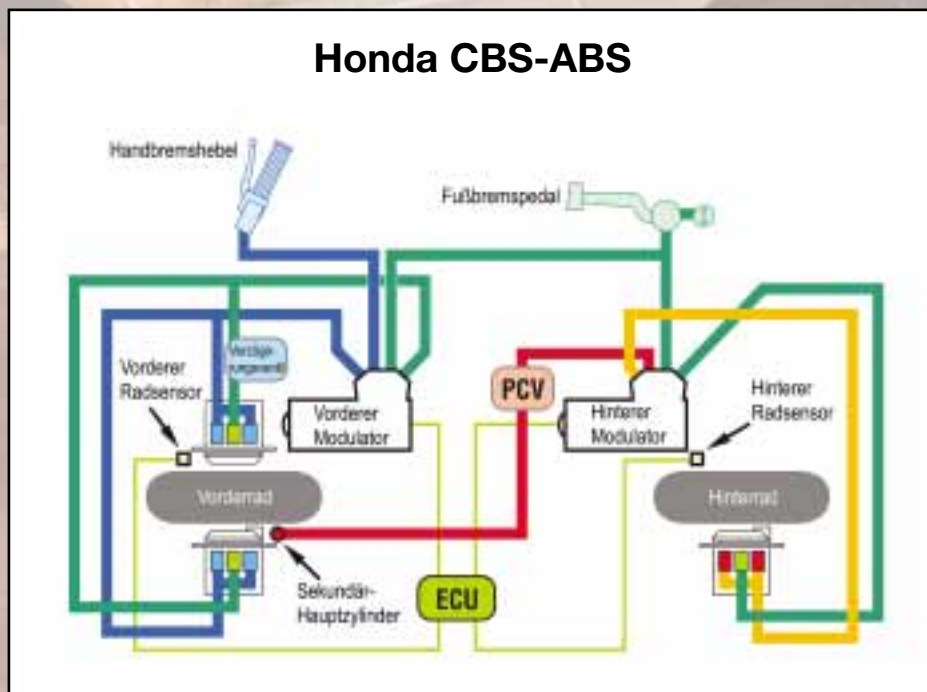 Honda CBS-ABS
Handbremshebel
Fußbremspedal
Vorderer
Radsensor
Vorderer
Modulator
PCV
Hinterer
Modulator
Hinterer
Radsensor
Vorderrad
Hinterrad
Sekundär-
Hauptzylinder
ECU